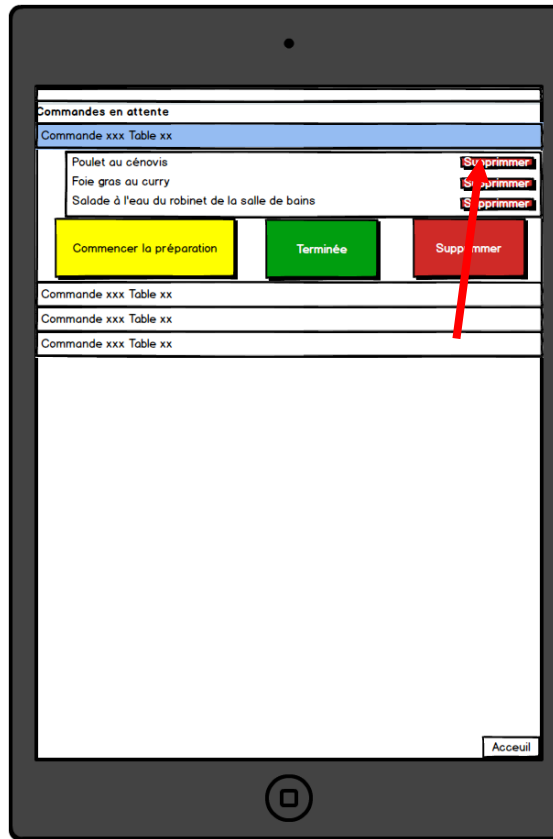 Commandes en attente
Commande xxx Table xx
Poulet au cénovis Supprimmer
Foie gras au curry Supprimmer
Salade à l'eau du robinet de la salle de bains Supprimmer
Commencer la préparation Terminée Supprimmer
Commande xxx Table xx
Commande xxx Table xx
Commande xxx Table xx
Acceuil